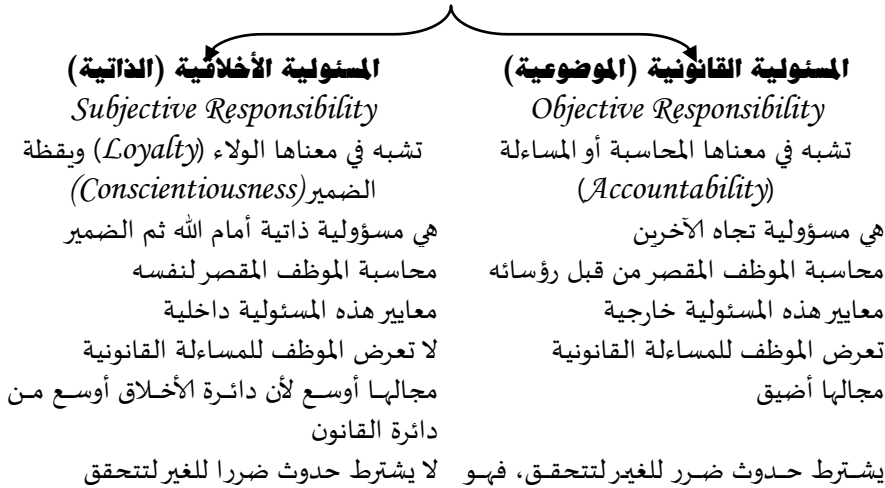 المسئولية القانونية (الموضوعية)
Objective Responsibility
تشبه في معناها المحاسبة أو المساءلة
(Accountability)
هي مسؤولية تجاه الآخرين
محاسبة الموظف المقصر من قبل رؤسائه
معايير هذه المسئولية خارجية
تعرض الموظف للمساءلة القانونية
مجالها أضيق
يشترط حدوث ضرر للغير لتتحقق، فهو
المسئولية الأخلاقية (الذاتية)
Subjective Responsibility
تشبه في معناها الولاء (Loyalty) ويقظة
الضمير(Conscientiousness)
هي مسؤولية ذاتية أمام الله ثم الضمير
محاسبة الموظف المقصر لنفسه
معايير هذه المسئولية داخلية
لا تعرض الموظف للمساءلة القانونية
مجالها أوسع لأن دائرة الأخلاق أوسع من
دائرة القانون
لا يشترط حدوث ضررا للغير لتتحقق